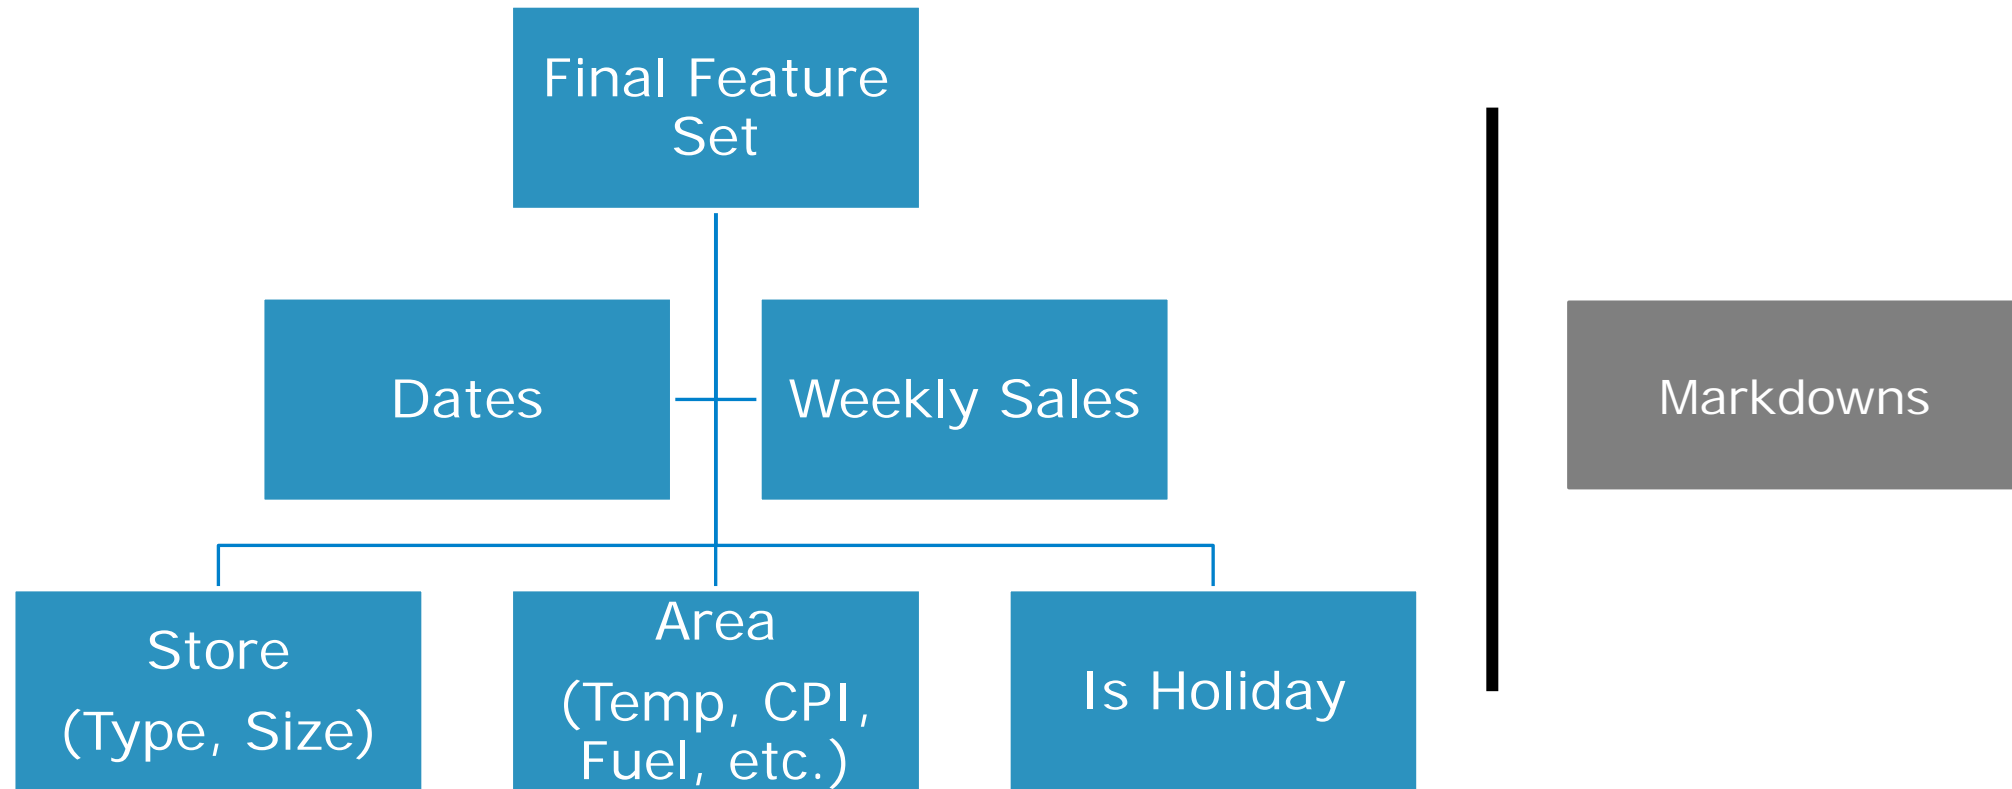 Final Feature
Set
Dates
Weekly Sales
Markdowns
Store
(Type, Size)
Area
(Temp, CPI,
Fuel, etc.)
Is Holiday